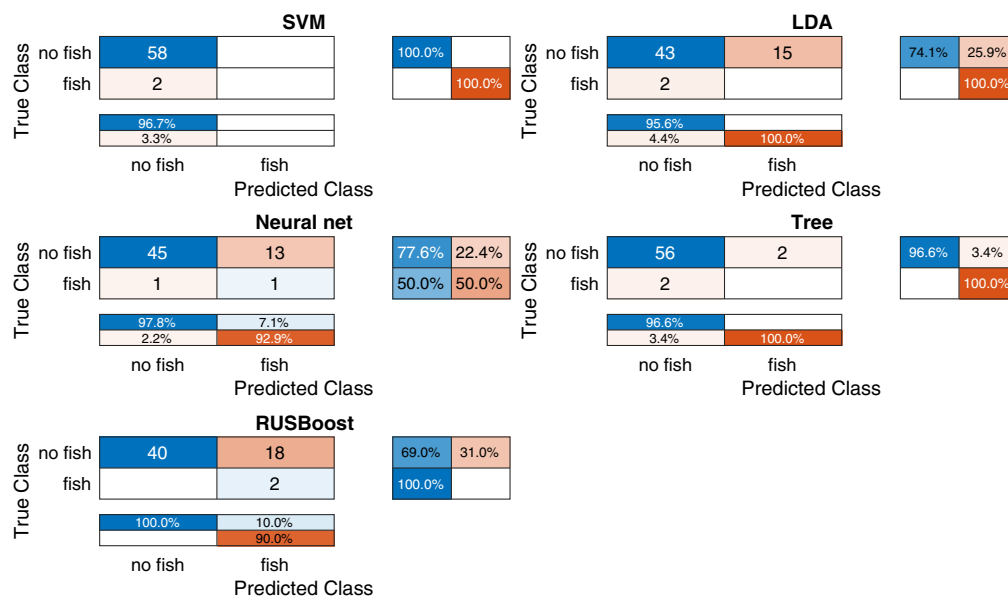 SVM
True Class
no fish 58 100.0%
fish 2 100.0%
96.7%
3.3%
no fish fish
Predicted Class
LDA
True Class
no fish 43 15 74.1% 25.9%
fish 2 100.0%
95.6%
4.4% 100.0%
no fish fish
Predicted Class
Neural net
True Class
no fish 45 13 77.6% 22.4%
fish 1 1 50.0% 50.0%
97.8% 7.1%
2.2% 92.9%
no fish fish
Predicted Class
Tree
True Class
no fish 56 2 96.6% 3.4%
fish 2 100.0%
96.6%
3.4% 100.0%
no fish fish
Predicted Class
RUSBoost
True Class
no fish 40 18 69.0% 31.0%
fish 2 100.0%
100.0% 10.0%
90.0%
no fish fish
Predicted Class